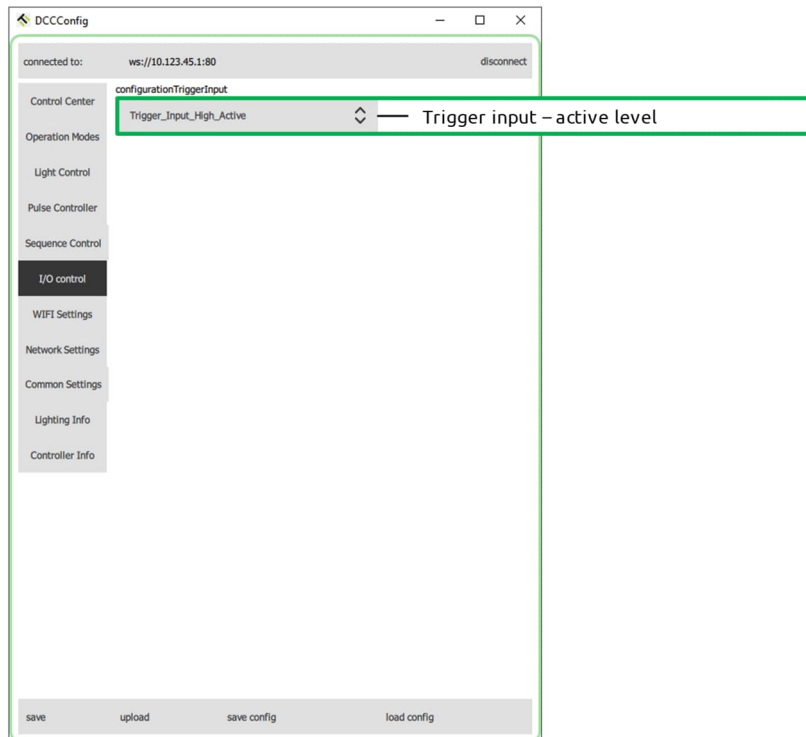 DCCConfig
connected to: ws://10.123.45.1:80 disconnect
configurationTriggerInput
Trigger_Input_High_Active
Trigger input – active level
Control Center
Operation Modes
Light Control
Pulse Controller
Sequence Control
I/O control
WIFI Settings
Network Settings
Common Settings
Lighting Info
Controller Info
save upload save config load config